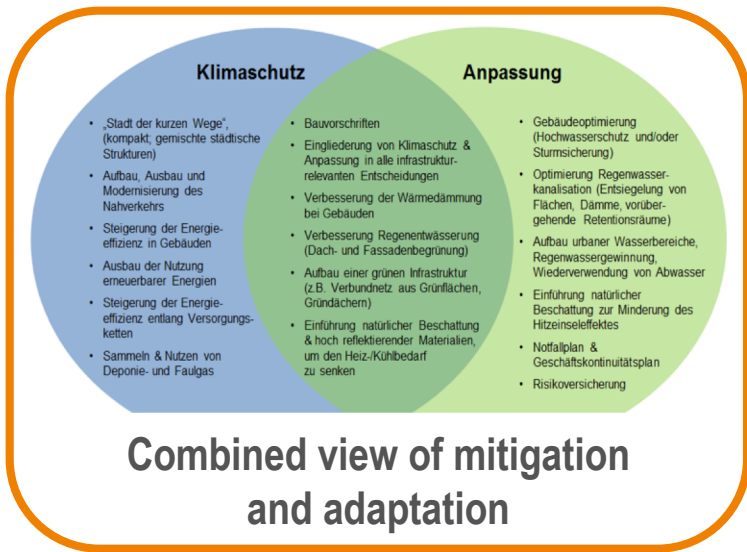 Klimaschutz
• „Stadt der kurzen Wege",
(kompakt; gemischte städtische
Strukturen)
• Aufbau, Ausbau und
Modernisierung des
Nahverkehrs
• Steigerung der Energie-
effizienz in Gebäuden
• Ausbau der Nutzung
erneuerbarer Energien
• Steigerung der Energie-
effizienz entlang Versorgungs-
ketten
• Sammeln & Nutzen von
Deponie- und Faulgas
• Bauvorschriften
• Eingliederung von Klimaschutz &
Anpassung in alle infrastruktur-
relevanten Entscheidungen
• Verbesserung der Wärmedämmung
bei Gebäuden
• Verbesserung Regenentwässerung
(Dach- und Fassadenbegrünung)
• Aufbau einer grünen Infrastruktur
(z.B. Verbundnetz aus Grünflächen,
Gründächern)
• Einführung natürlicher Beschattung
& hoch reflektierender Materialien,
um den Heiz-/Kühlbedarf
zu senken
Anpassung
• Gebäudeoptimierung
(Hochwasserschutz und/oder
Sturmsicherung)
• Optimierung Regenwasser-
kanalisation (Entsiegelung von
Flächen, Dämme, vorüber-
gehende Retentionsräume)
• Aufbau urbaner Wasserbereiche,
Regenwassergewinnung,
Wiederverwendung von Abwasser
• Einführung natürlicher
Beschattung zur Minderung des
Hitzeinseleffektes
• Notfallplan &
Geschäftskontinuitätsplan
• Risikoversicherung
Combined view of mitigation
and adaptation